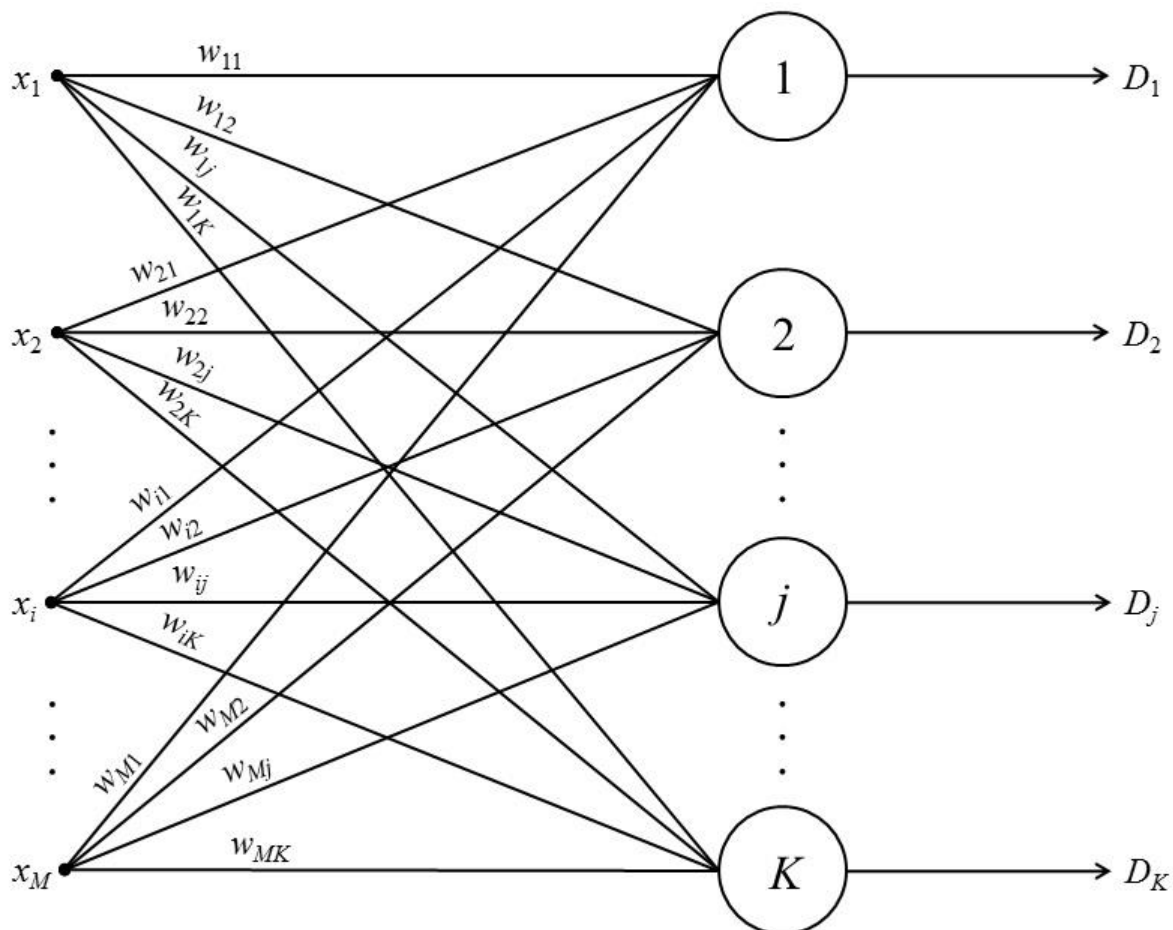 x₁ w₁₁ 1 D₁
w₁₂
w₁ⱼ
w₁K
w₂₁
x₂ w₂₂ 2 D₂
w₂ⱼ
w₂K
wᵢ₁
wᵢ₂
xᵢ wᵢⱼ j Dⱼ
wᵢK
wM₂
wM₁
wMⱼ
xM wMK K DK